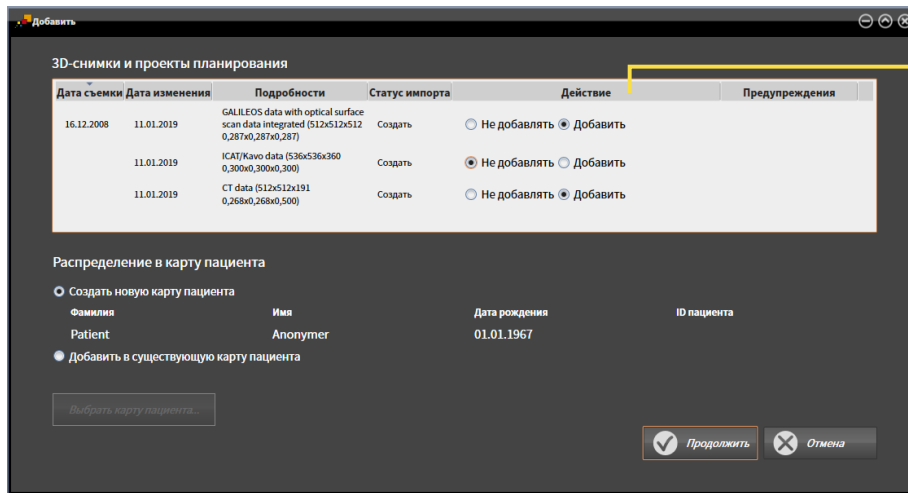 Добавить
3D-снимки и проекты планирования
Дата съемки Дата изменения Подробности Статус импорта Действие Предупреждения
GALILEOS data with optical surface
16.12.2008 11.01.2019 scan data integrated (512x512x512 Создать Не добавлять Добавить
0,287x0,287x0,287)
11.01.2019 ICAT/Kavo data (536x536x360 Создать Не добавлять Добавить
0,300x0,300x0,300)
11.01.2019 CT data (512x512x191 Создать Не добавлять Добавить
0,268x0,268x0,500)
Распределение в карту пациента
Создать новую карту пациента
Фамилия Имя Дата рождения ID пациента
Patient Anonymer 01.01.1967
Добавить в существующую карту пациента
Выбрать карту пациента...
Продолжить Отмена